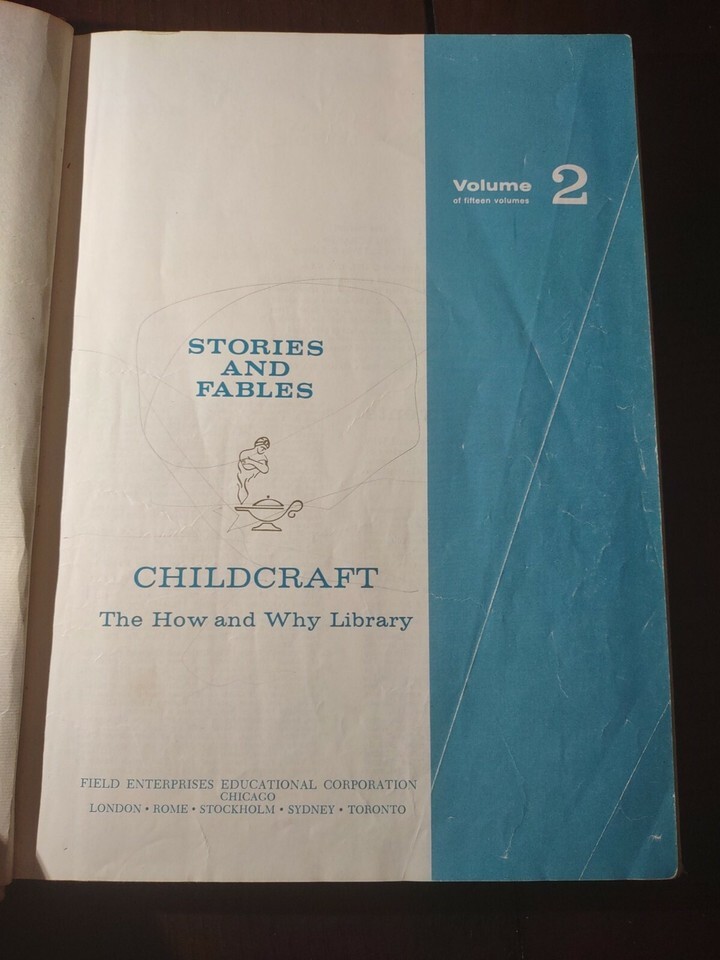 Volume 2
of fifteen volumes
STORIES
AND
FABLES
CHILDCRAFT
The How and Why Library
FIELD ENTERPRISES EDUCATIONAL CORPORATION
CHICAGO
LONDON • ROME • STOCKHOLM • SYDNEY • TORONTO